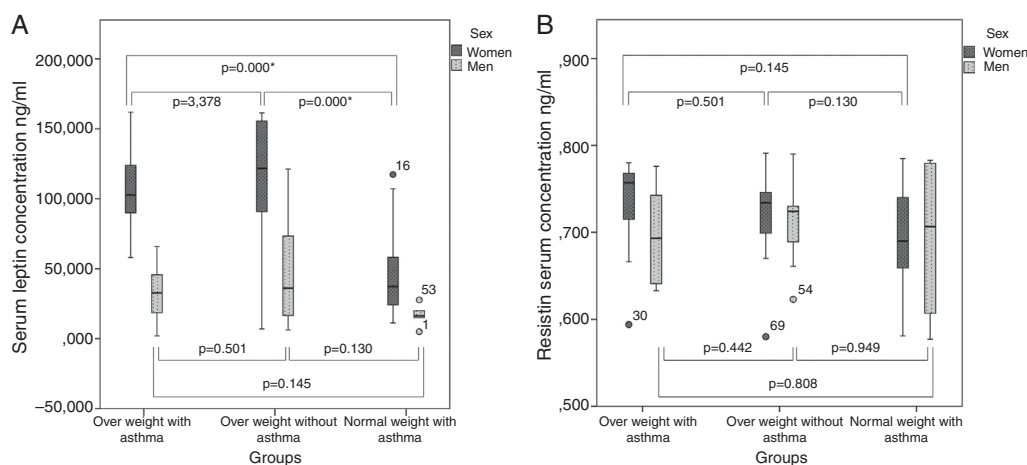 A
Sex
Women
Men
Serum leptin concentration ng/ml
200,000
150,000
100,000
50,000
,000
–50,000
p=0.000*
p=3,378
p=0.000*
16
53
1
p=0.501
p=0.130
p=0.145
Over weight with
asthma
Over weight without
asthma
Normal weight with
asthma
Groups
B
Sex
Women
Men
Resistin serum concentration ng/ml
,900
,800
,700
,600
,500
p=0.145
p=0.501
p=0.130
30
69
54
p=0.442
p=0.949
p=0.808
Over weight with
asthma
Over weight without
asthma
Normal weight with
asthma
Groups